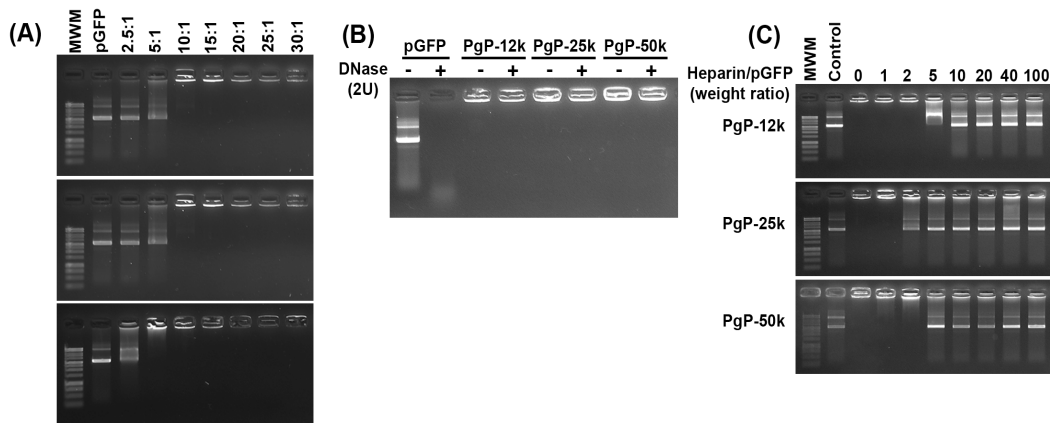 (A)
MWM pGFP 2.5:1 5:1 10:1 15:1 20:1 25:1 30:1
(B)
pGFP PgP-12k PgP-25k PgP-50k
DNase - + - + - + - +
(2U)
(C)
MWM Control
Heparin/pGFP 0 1 2 5 10 20 40 100
(weight ratio)
PgP-12k
PgP-25k
PgP-50k